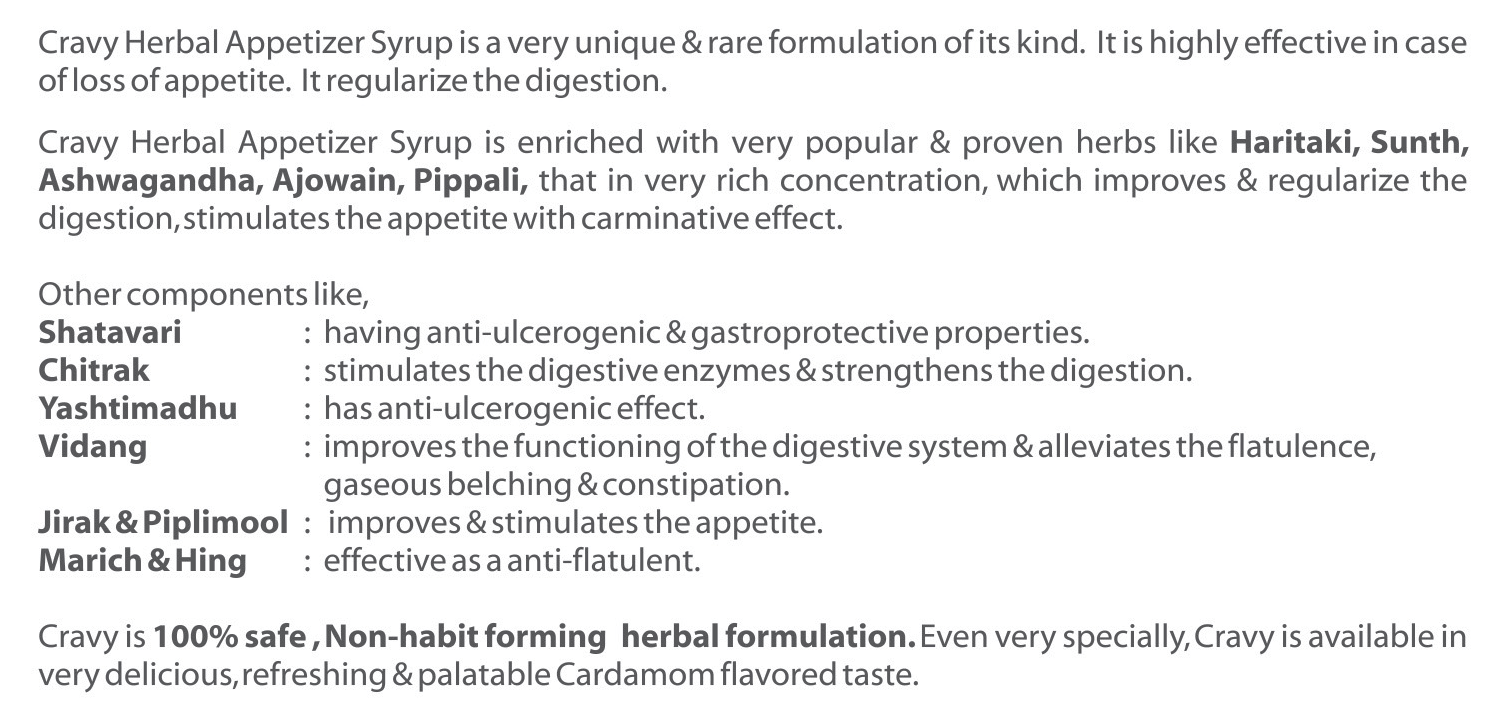 Cravy Herbal Appetizer Syrup is a very unique & rare formulation of its kind. It is highly effective in case
of loss of appetite. It regularize the digestion.
Cravy Herbal Appetizer Syrup is enriched with very popular & proven herbs like Haritaki, Sunth,
Ashwagandha, Ajowain, Pippali, that in very rich concentration, which improves & regularize the
digestion, stimulates the appetite with carminative effect.
Other components like,
Shatavari : having anti-ulcerogenic & gastroprotective properties.
Chitrak : stimulates the digestive enzymes & strengthens the digestion.
Yashtimadhu : has anti-ulcerogenic effect.
Vidang : improves the functioning of the digestive system & alleviates the flatulence,
gaseous belching & constipation.
Jirak & Piplimool : improves & stimulates the appetite.
Marich & Hing : effective as a anti-flatulent.
Cravy is 100% safe , Non-habit forming herbal formulation. Even very specially, Cravy is available in
very delicious, refreshing & palatable Cardamom flavored taste.